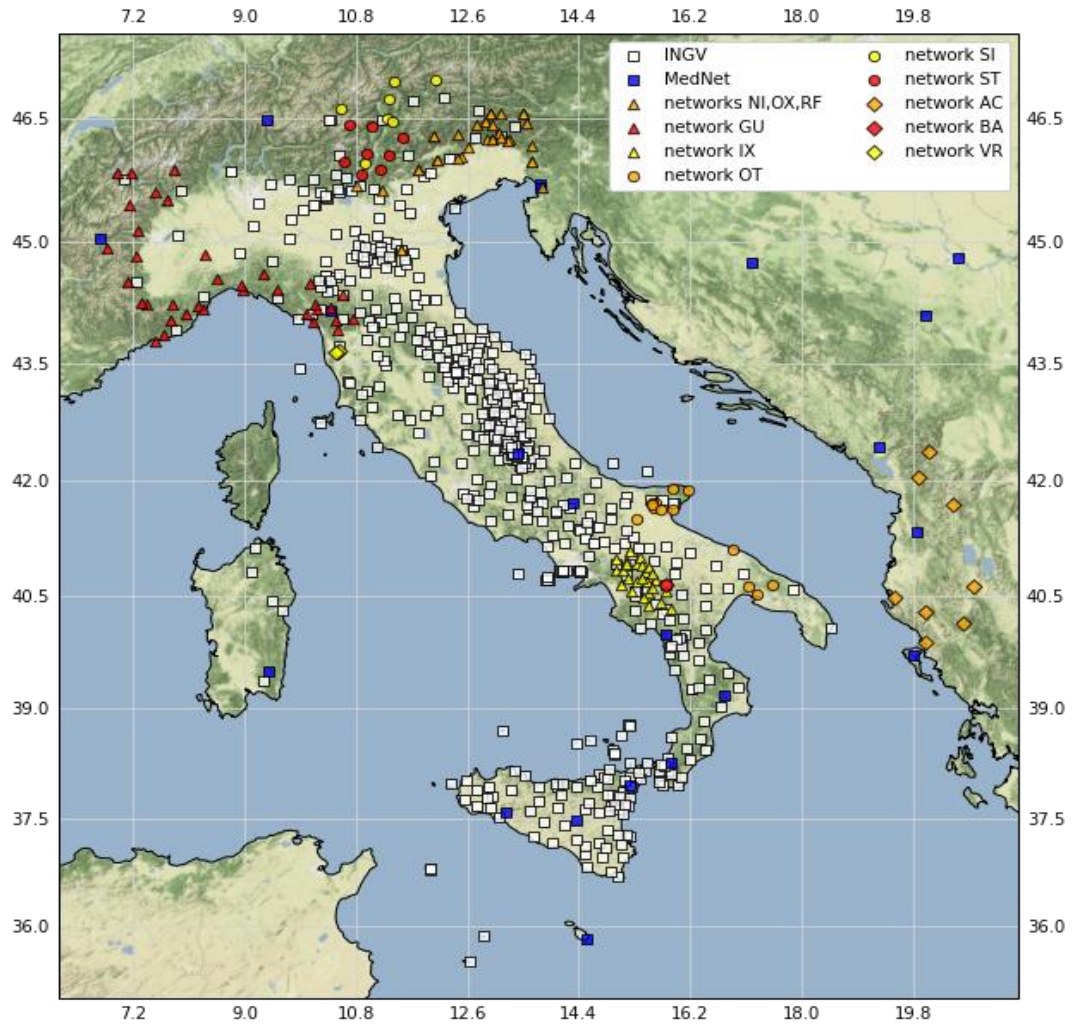 7.2 9.0 10.8 12.6 14.4 16.2 18.0 19.8
INGV
MedNet
networks NI,OX,RF
network GU
network IX
network OT
network SI
network ST
network AC
network BA
network VR
46.5 46.5
45.0 45.0
43.5 43.5
42.0 42.0
40.5 40.5
39.0 39.0
37.5 37.5
36.0 36.0
7.2 9.0 10.8 12.6 14.4 16.2 18.0 19.8